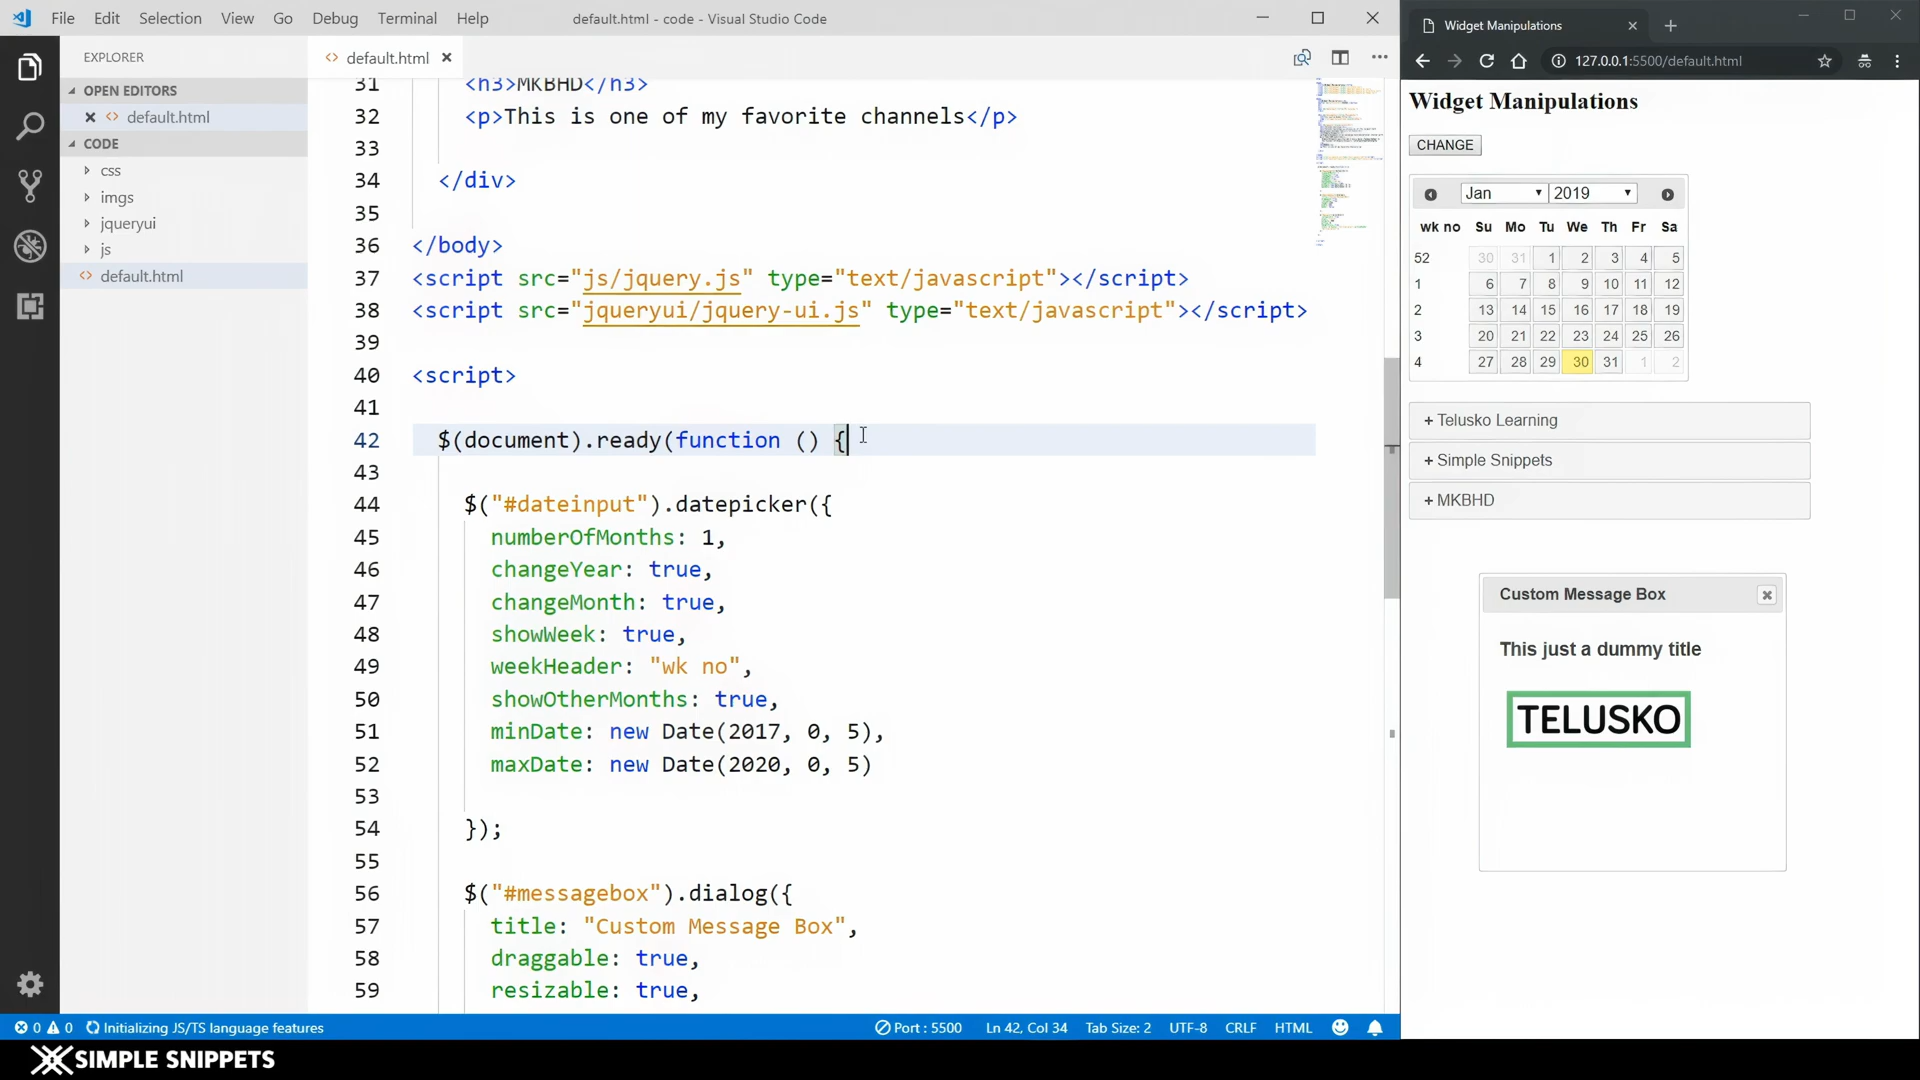 File Edit Selection View Go Debug Terminal Help default.html - code - Visual Studio Code
EXPLORER
OPEN EDITORS
default.html
CODE
css
imgs
jqueryui
js
default.html
default.html
31 <h3>MKBHD</h3>
32 <p>This is one of my favorite channels</p>
33
34 </div>
35
36 </body>
37 <script src="js/jquery.js" type="text/javascript"></script>
38 <script src="jqueryui/jquery-ui.js" type="text/javascript"></script>
39
40 <script>
41
42 $(document).ready(function () {
43
44 $("#dateinput").datepicker({
45 numberOfMonths: 1,
46 changeYear: true,
47 changeMonth: true,
48 showWeek: true,
49 weekHeader: "wk no",
50 showOtherMonths: true,
51 minDate: new Date(2017, 0, 5),
52 maxDate: new Date(2020, 0, 5)
53
54 });
55
56 $("#messagebox").dialog({
57 title: "Custom Message Box",
58 draggable: true,
59 resizable: true,
0 0 Initializing JS/TS language features Port : 5500 Ln 42, Col 34 Tab Size: 2 UTF-8 CRLF HTML
Widget Manipulations
127.0.0.1:5500/default.html
Widget Manipulations
CHANGE
Jan 2019
wk no Su Mo Tu We Th Fr Sa
52 30 31 1 2 3 4 5
1 6 7 8 9 10 11 12
2 13 14 15 16 17 18 19
3 20 21 22 23 24 25 26
4 27 28 29 30 31 1 2
+ Telusko Learning
+ Simple Snippets
+ MKBHD
Custom Message Box
This just a dummy title
TELUSKO
SIMPLE SNIPPETS